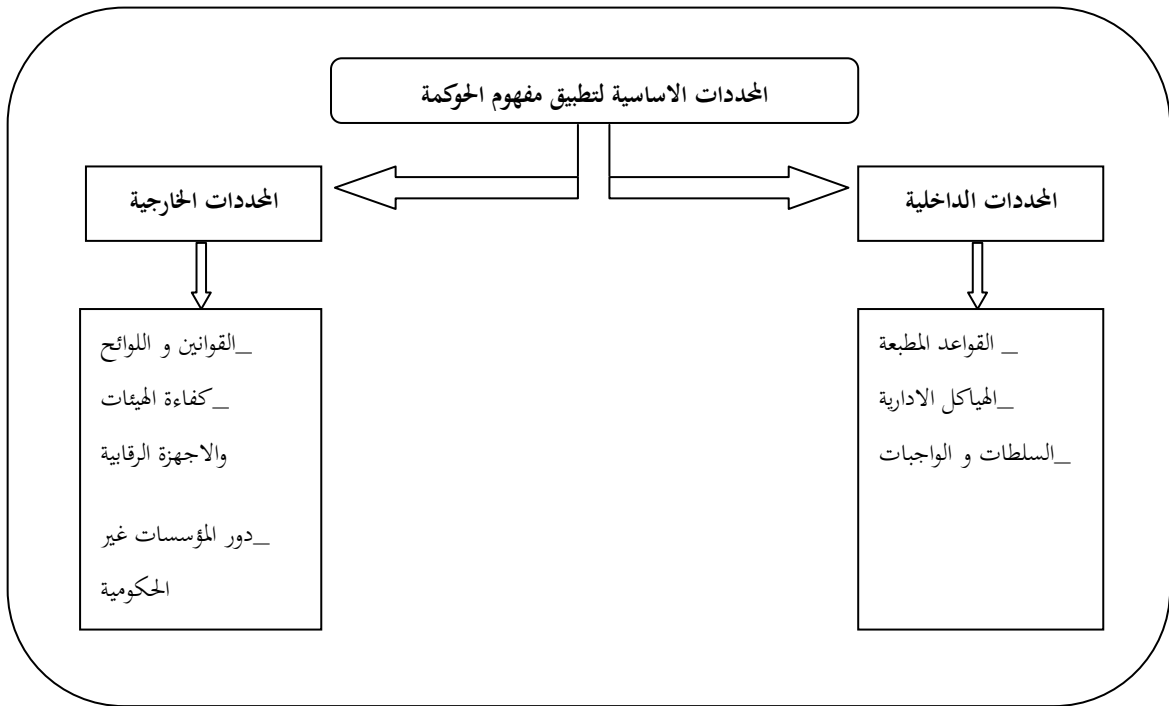 المحددات الاساسية لتطبيق مفهوم الحوكمة
المحددات الداخلية
المحددات الخارجية
_ القواعد المطبعة
_الهياكل الادارية
_السلطات و الواجبات
_القوانين و اللوائح
_كفاءة الهيئات
والاجهزة الرقابية
_دور المؤسسات غير
الحكومية